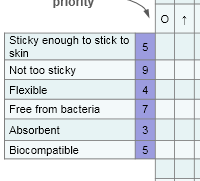 priority
O ↑
Sticky enough to stick to
skin 5
Not too sticky 9
Flexible 4
Free from bacteria 7
Absorbent 3
Biocompatible 5